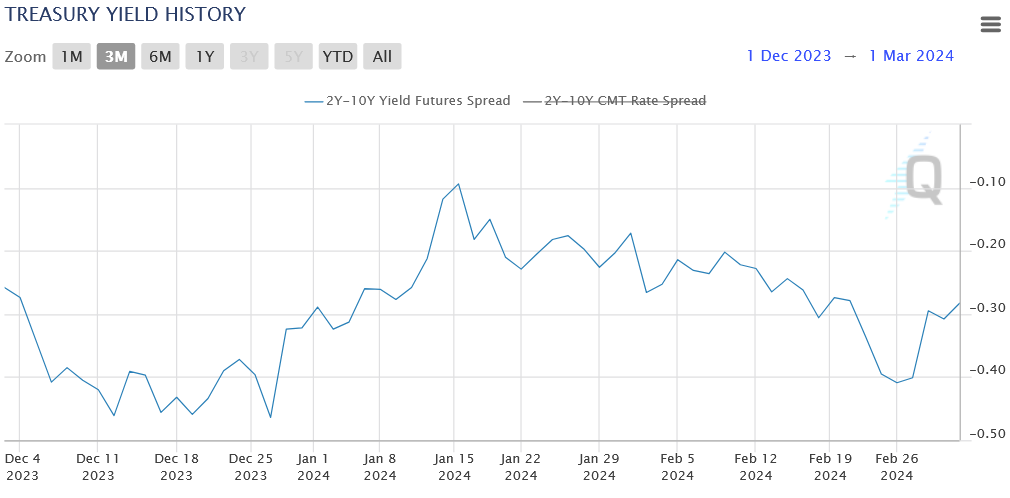 TREASURY YIELD HISTORY
Zoom 1M 3M 6M 1Y 3Y 5Y YTD All
1 Dec 2023 → 1 Mar 2024
2Y-10Y Yield Futures Spread 2Y-10Y CMT Rate Spread
Q
-0.10
-0.20
-0.30
-0.40
-0.50
Dec 4 Dec 11 Dec 18 Dec 25 Jan 1 Jan 8 Jan 15 Jan 22 Jan 29 Feb 5 Feb 12 Feb 19 Feb 26
2023 2023 2023 2023 2024 2024 2024 2024 2024 2024 2024 2024 2024